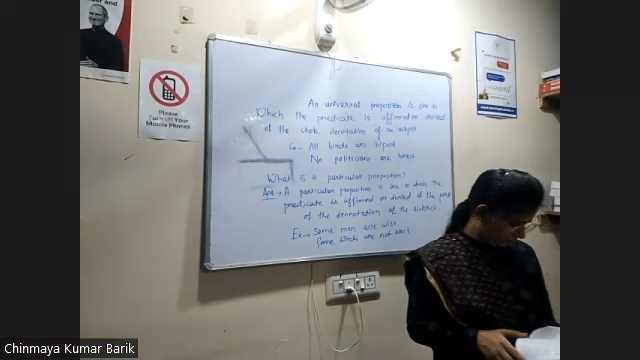 Please
Turn off Your
Mobile Phones
An universal proposition is one in
Which the predicate is affirmed or denied
of the whole denotation of the subject
Ex- All birds are biped
No politicians are honest
What is a particular proposition?
Ans → A particular proposition is one in which the
predicate is affirmed or denied of the part
of the dennotation of the subject.
Ex → Some men are wise.
Some birds are not black
Chinmaya Kumar Barik